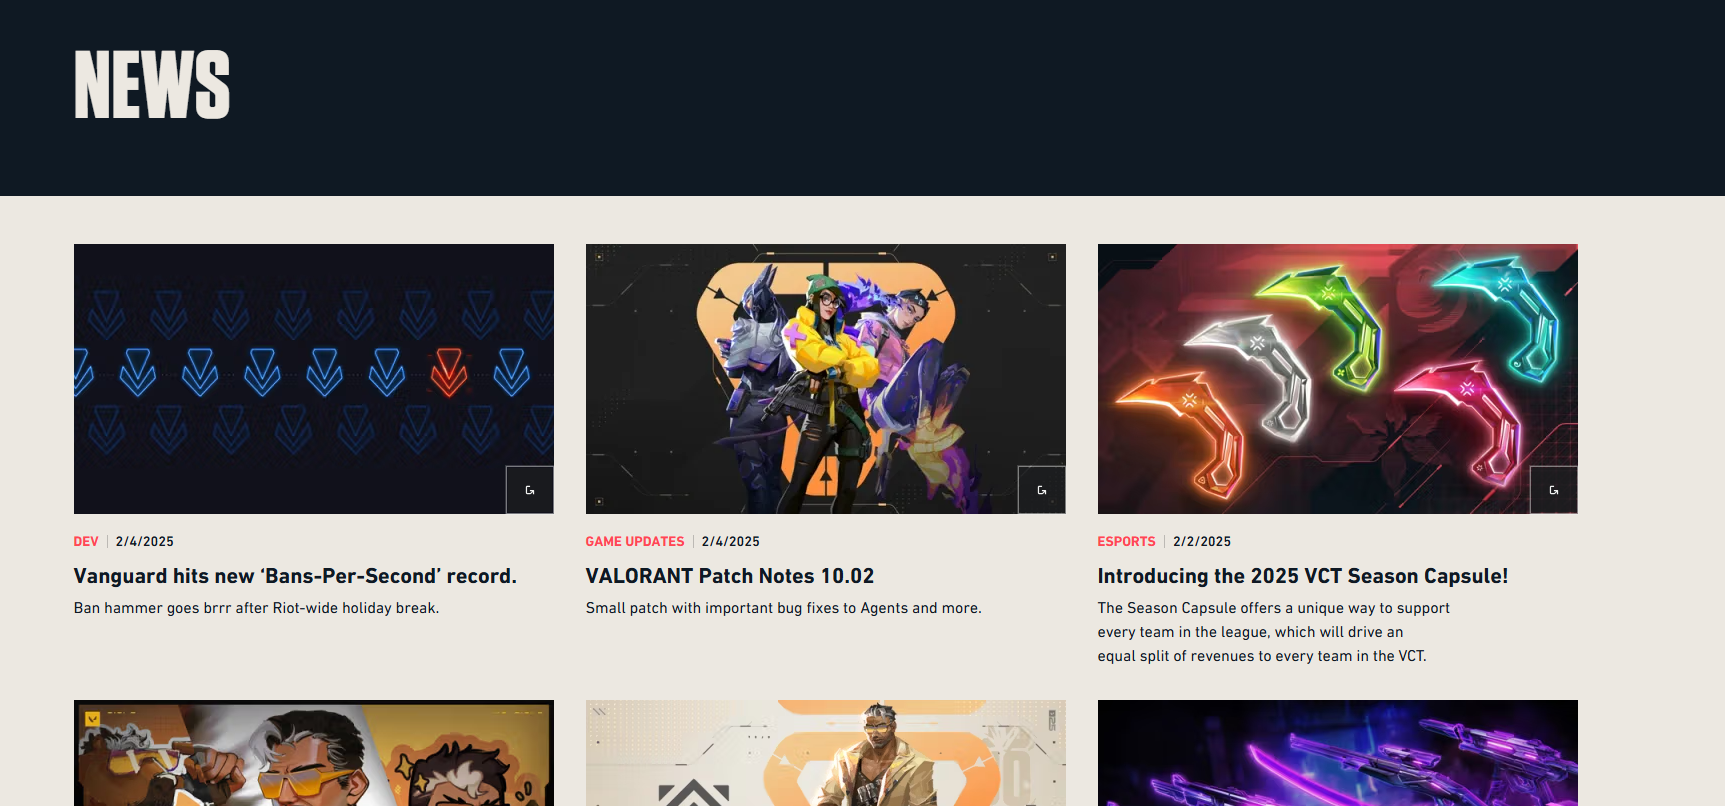 NEWS
DEV | 2/4/2025
Vanguard hits new ‘Bans-Per-Second’ record.
Ban hammer goes brrr after Riot-wide holiday break.
GAME UPDATES | 2/4/2025
VALORANT Patch Notes 10.02
Small patch with important bug fixes to Agents and more.
ESPORTS | 2/2/2025
Introducing the 2025 VCT Season Capsule!
The Season Capsule offers a unique way to support
every team in the league, which will drive an
equal split of revenues to every team in the VCT.